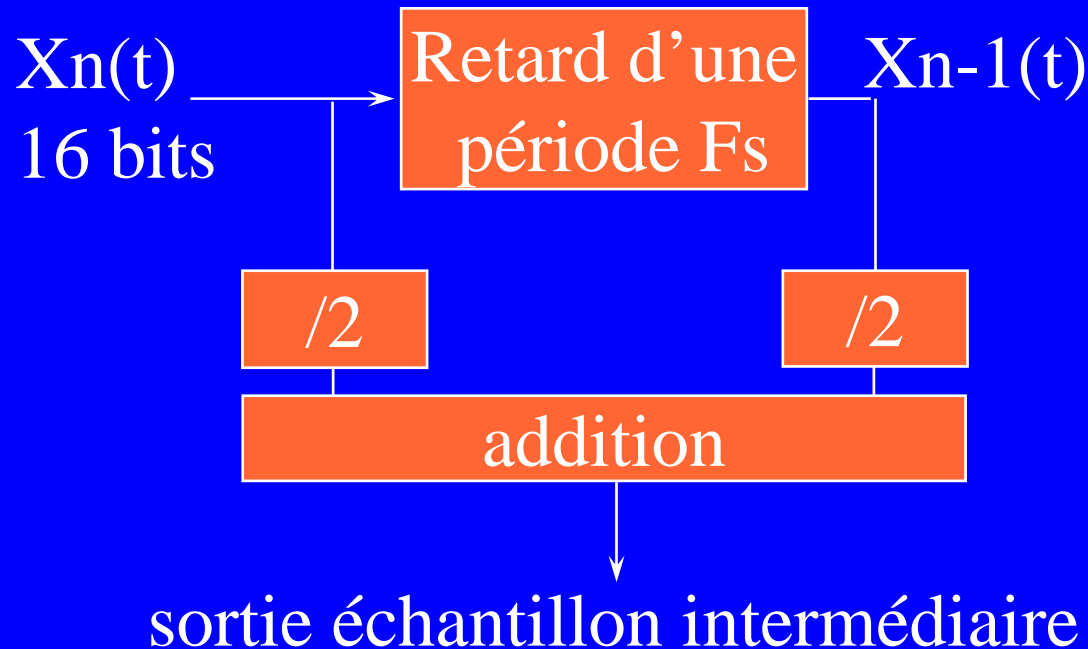 Xn(t)
16 bits
Retard d’une
période Fs
Xn-1(t)
/2
/2
addition
sortie échantillon intermédiaire